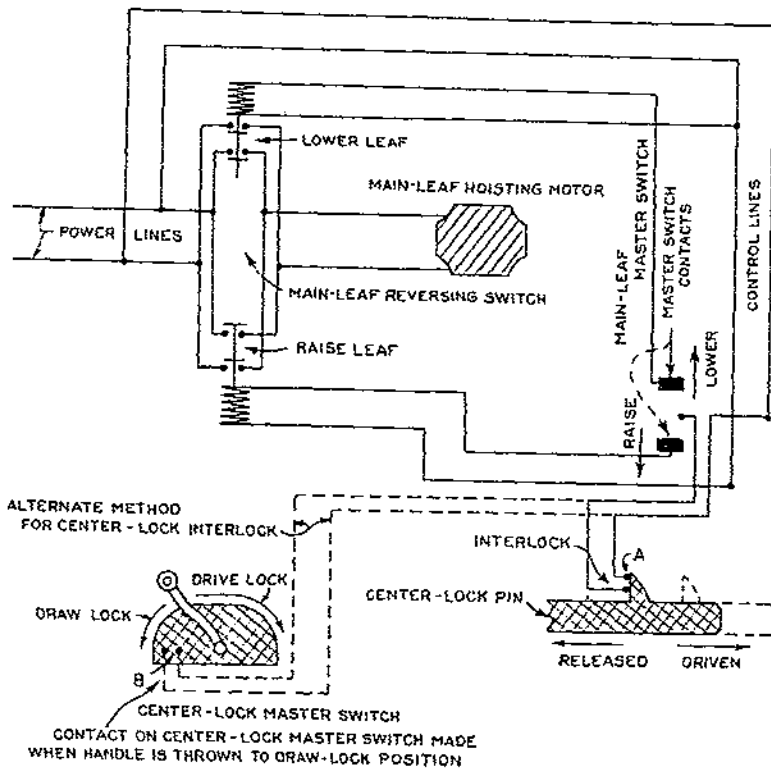 LOWER LEAF
MAIN-LEAF HOISTING MOTOR
POWER LINES
MAIN-LEAF REVERSING SWITCH
RAISE LEAF
MAIN-LEAF
MASTER SWITCH
MASTER SWITCH
CONTACTS
CONTROL LINES
LOWER
RAISE
ALTERNATE METHOD
FOR CENTER-LOCK INTERLOCK
INTERLOCK
A
DRIVE LOCK
DRAW LOCK
CENTER-LOCK PIN
RELEASED
DRIVEN
B
CENTER-LOCK MASTER SWITCH
CONTACT ON CENTER-LOCK MASTER SWITCH MADE
WHEN HANDLE IS THROWN TO DRAW-LOCK POSITION